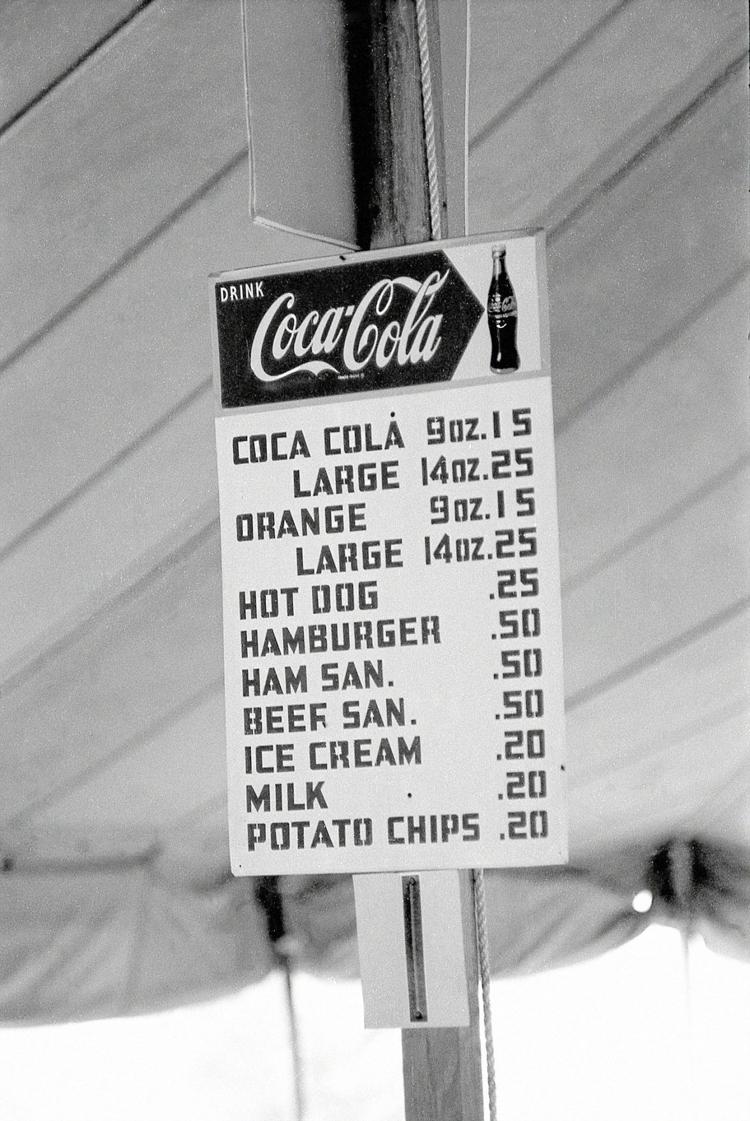 DRINK
Coca-Cola
COCA COLA 9oz. 15
LARGE 14oz. 25
ORANGE 9oz. 15
LARGE 14oz. 25
HOT DOG .25
HAMBURGER .50
HAM SAN. .50
BEEF SAN. .50
ICE CREAM .20
MILK .20
POTATO CHIPS .20